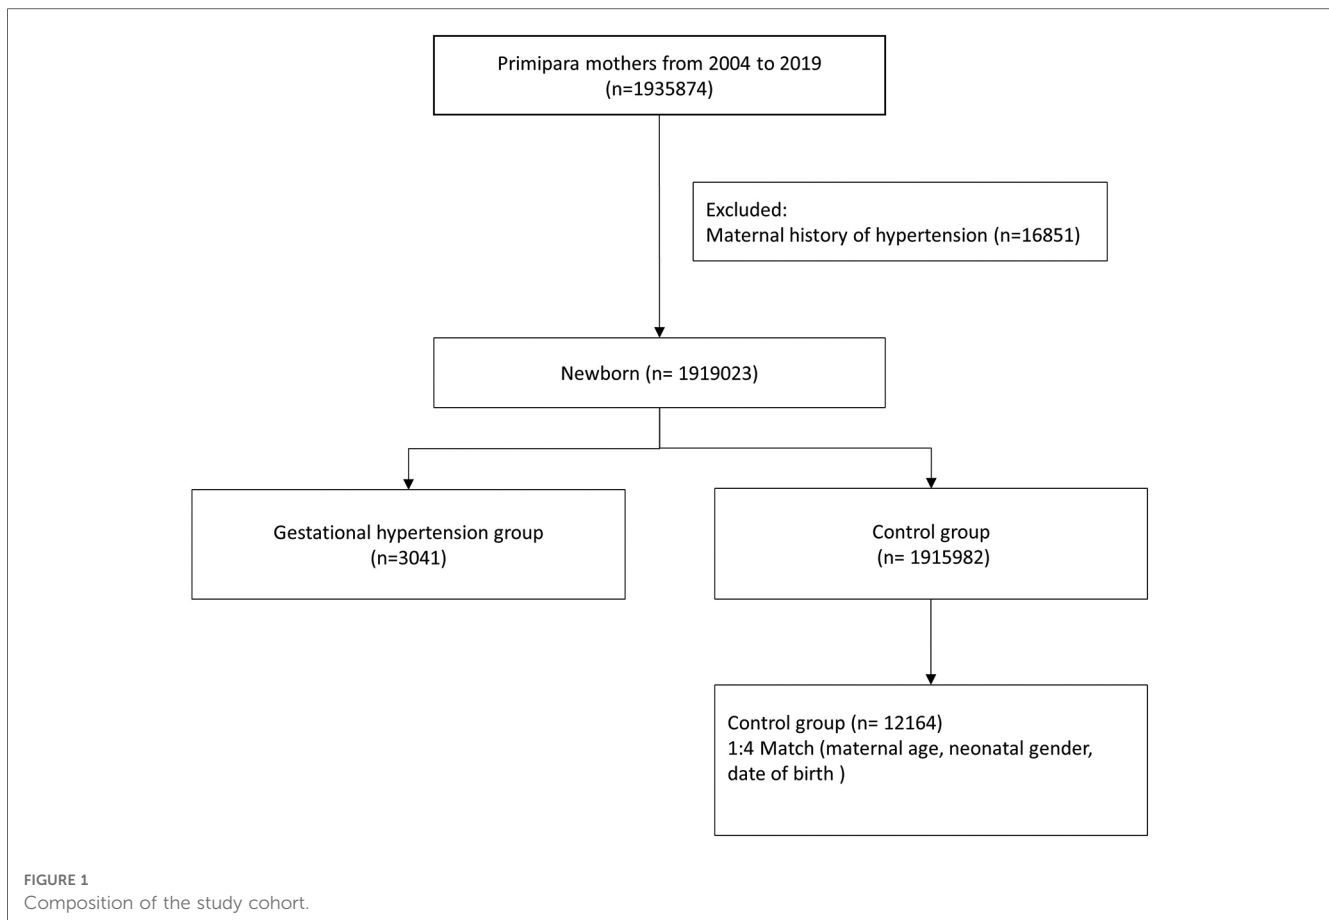 Primipara mothers from 2004 to 2019
(n=1935874)
Excluded:
Maternal history of hypertension (n=16851)
Newborn (n= 1919023)
Gestational hypertension group
(n=3041)
Control group
(n= 1915982)
Control group (n= 12164)
1:4 Match (maternal age, neonatal gender,
date of birth )
FIGURE 1
Composition of the study cohort.